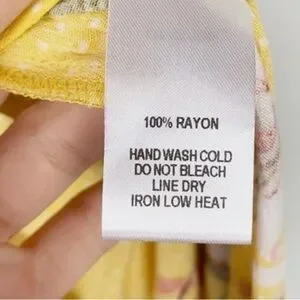 100% RAYON
HAND WASH COLD
DO NOT BLEACH
LINE DRY
IRON LOW HEAT